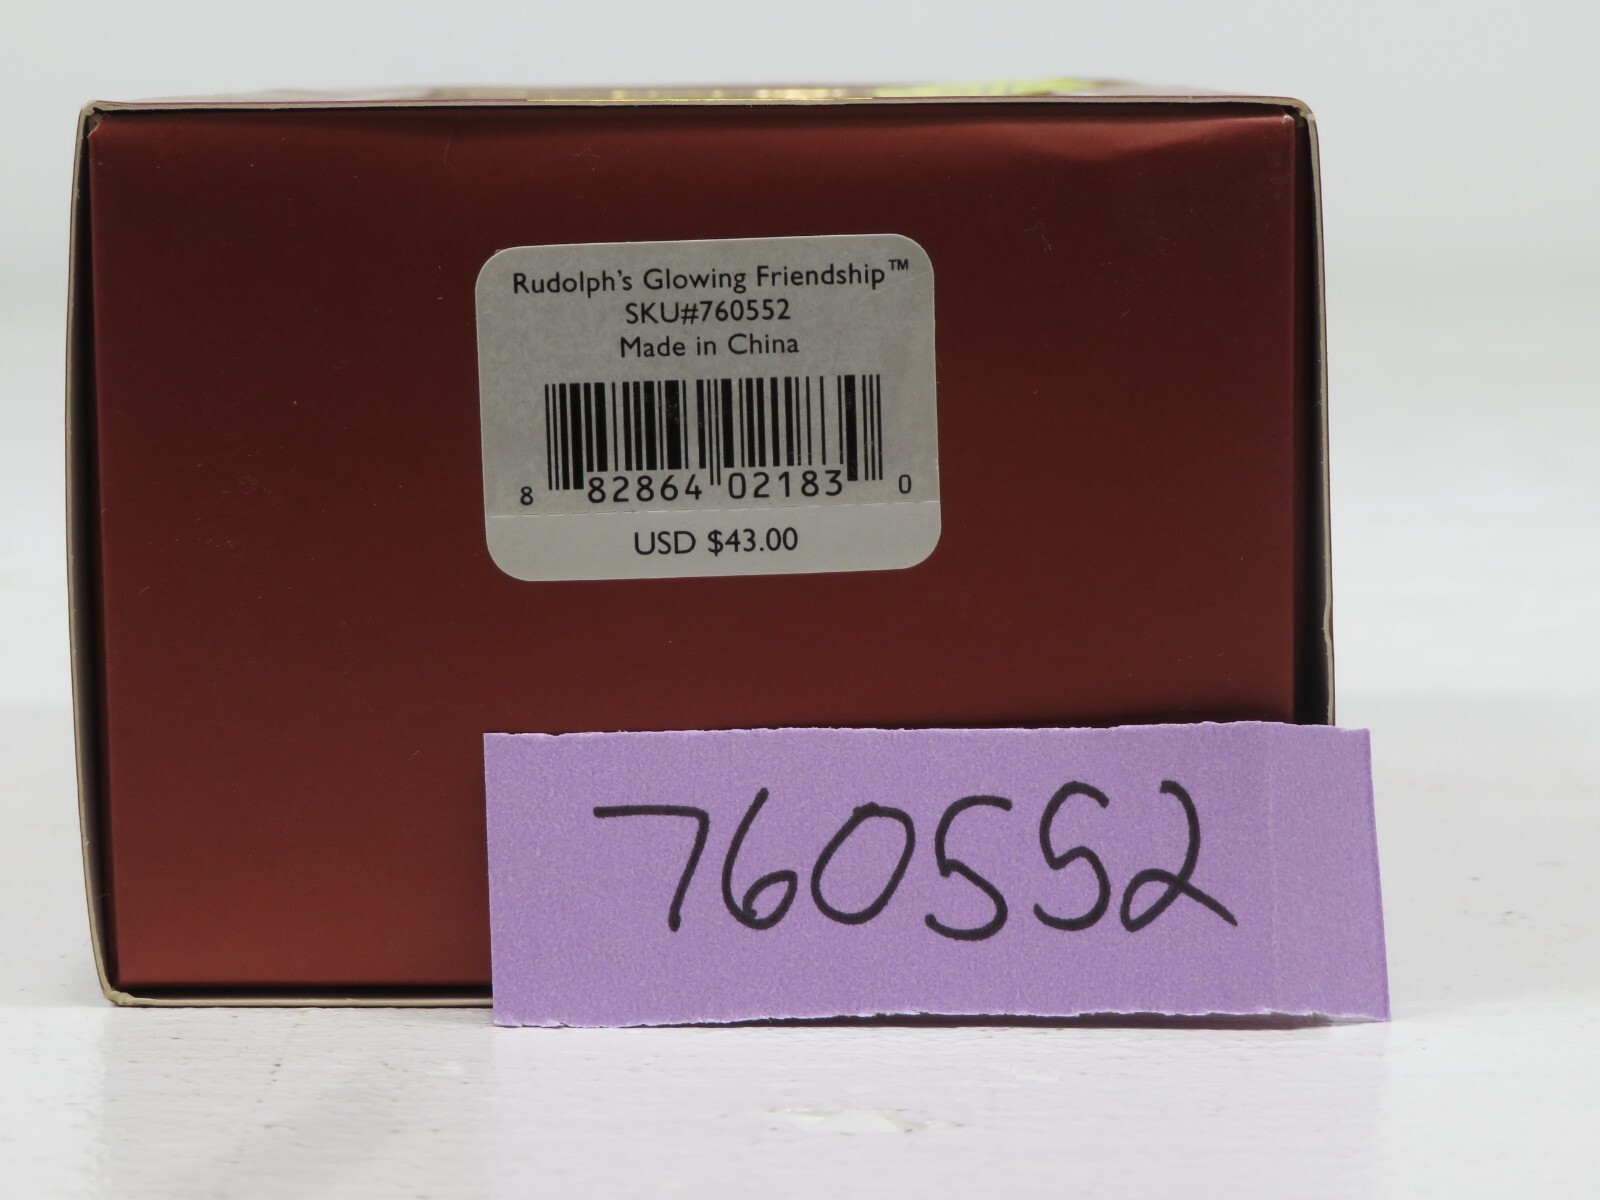 Rudolph's Glowing Friendship™
SKU#760552
Made in China
8 82864 02183 0
USD $43.00
760552